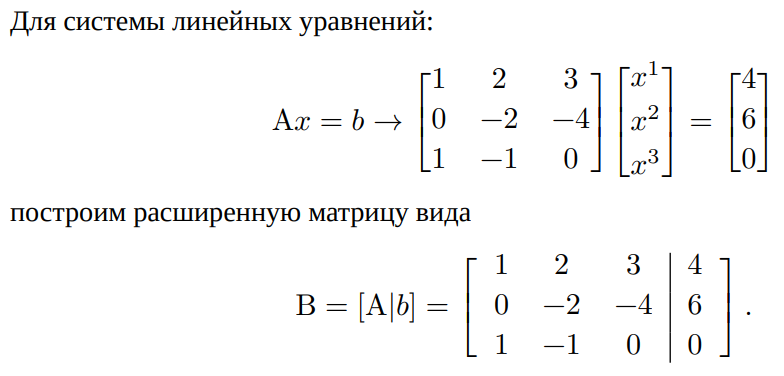 Для системы линейных уравнений:
Ax = b → [1 2 3; 0 −2 −4; 1 −1 0] [x¹; x²; x³] = [4; 6; 0]
построим расширенную матрицу вида
B = [A|b] = [1 2 3 | 4; 0 −2 −4 | 6; 1 −1 0 | 0] .